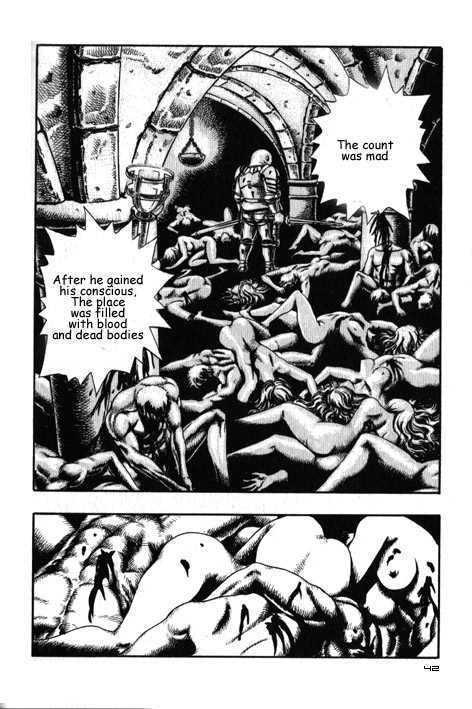 The count
was mad
After he gained
his conscious,
The place
was filled
with blood
and dead bodies
42